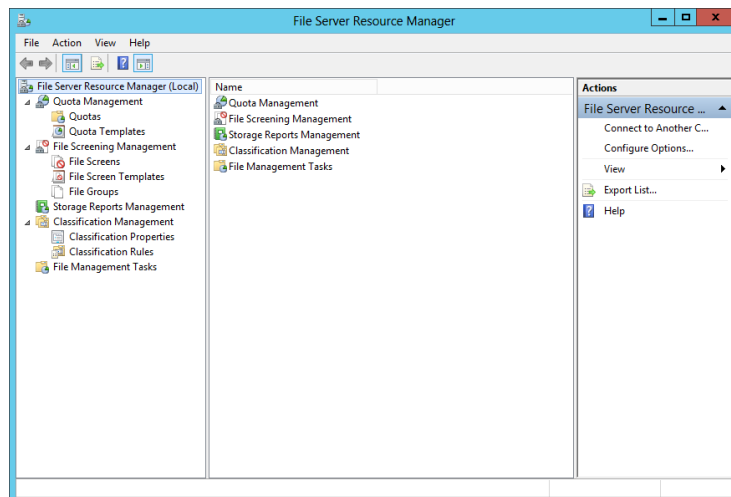 File Server Resource Manager
File Action View Help
File Server Resource Manager (Local)
Quota Management
Quotas
Quota Templates
File Screening Management
File Screens
File Screen Templates
File Groups
Storage Reports Management
Classification Management
Classification Properties
Classification Rules
File Management Tasks
Name
Quota Management
File Screening Management
Storage Reports Management
Classification Management
File Management Tasks
Actions
File Server Resource ...
Connect to Another C...
Configure Options...
View
Export List...
Help